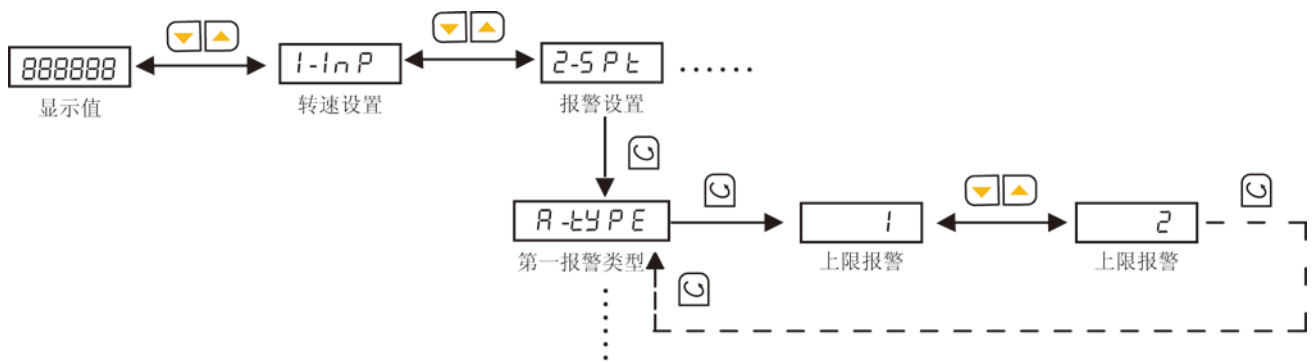 888888
1-InP
2-SPt
......
显示值
转速设置
报警设置
A-tYPE
1
2
第一报警类型
上限报警
上限报警